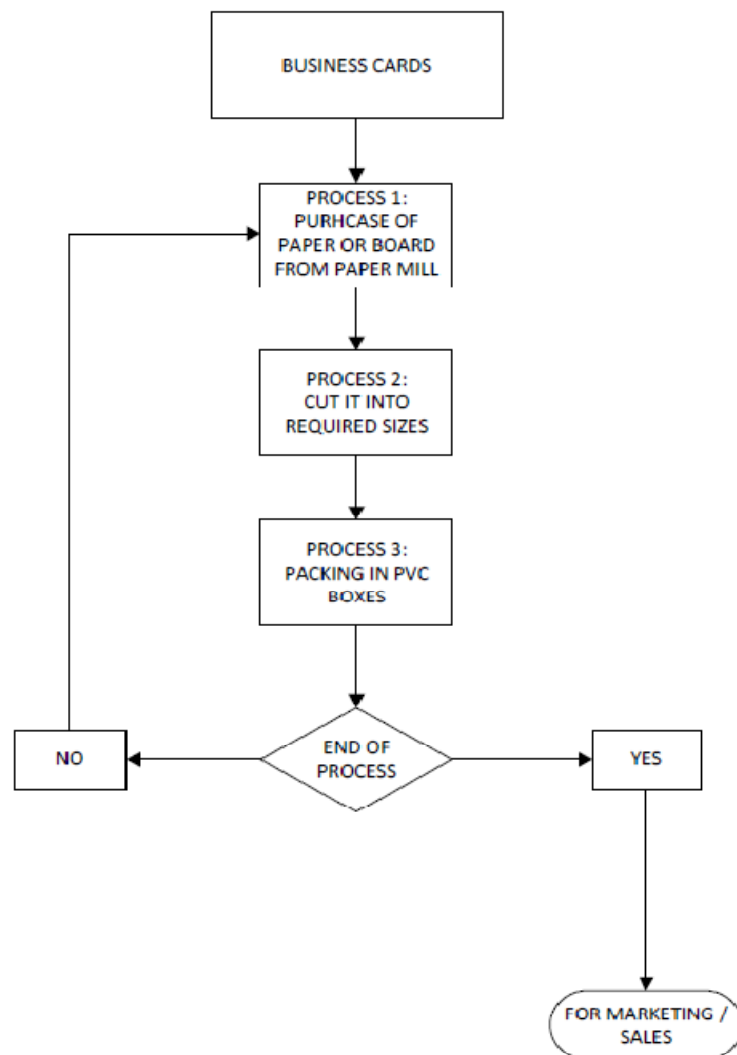 BUSINESS CARDS
PROCESS 1:
PURHCASE OF
PAPER OR BOARD
FROM PAPER MILL
PROCESS 2:
CUT IT INTO
REQUIRED SIZES
PROCESS 3:
PACKING IN PVC
BOXES
END OF
PROCESS
NO
YES
FOR MARKETING /
SALES